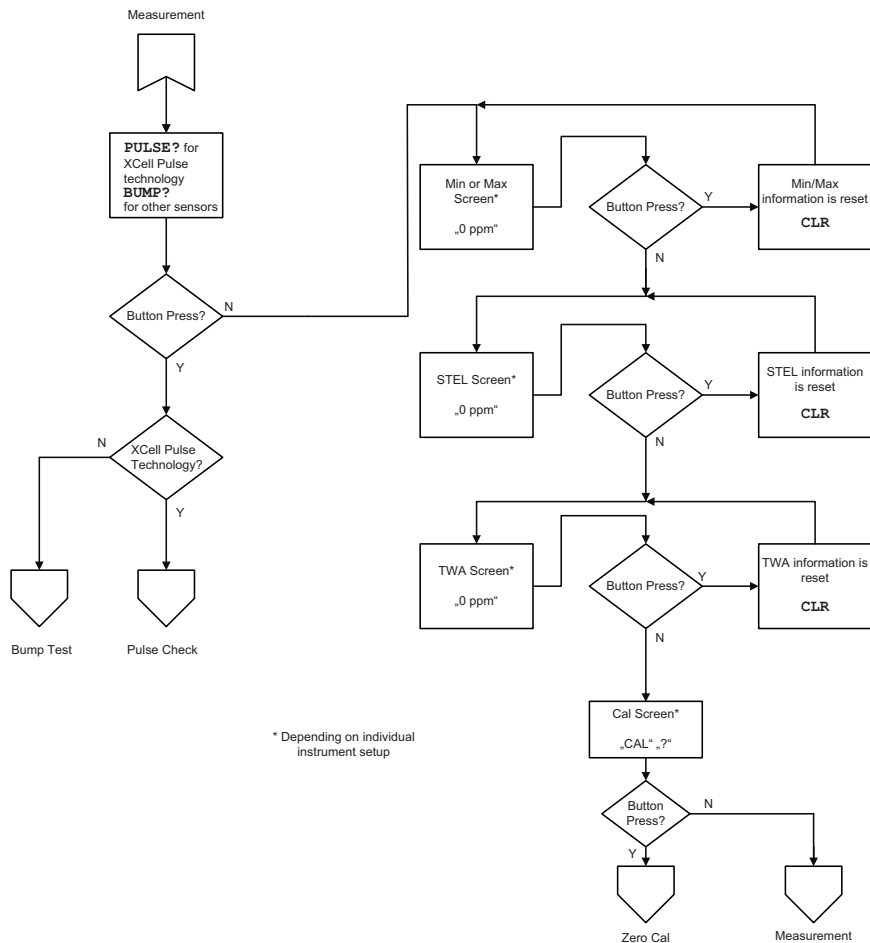 Measurement
PULSE? for
XCell Pulse
technology
BUMP?
for other sensors
Button Press?
N
Y
XCell Pulse
Technology?
N
Y
Bump Test
Pulse Check
Min or Max
Screen*
„0 ppm“
Button Press?
Y
N
Min/Max
information is reset
CLR
STEL Screen*
„0 ppm“
Button Press?
Y
N
STEL information
is reset
CLR
TWA Screen*
„0 ppm“
Button Press?
Y
N
TWA information is
reset
CLR
Cal Screen*
„CAL“ „?“
Button
Press?
N
Y
Zero Cal
Measurement
* Depending on individual
instrument setup